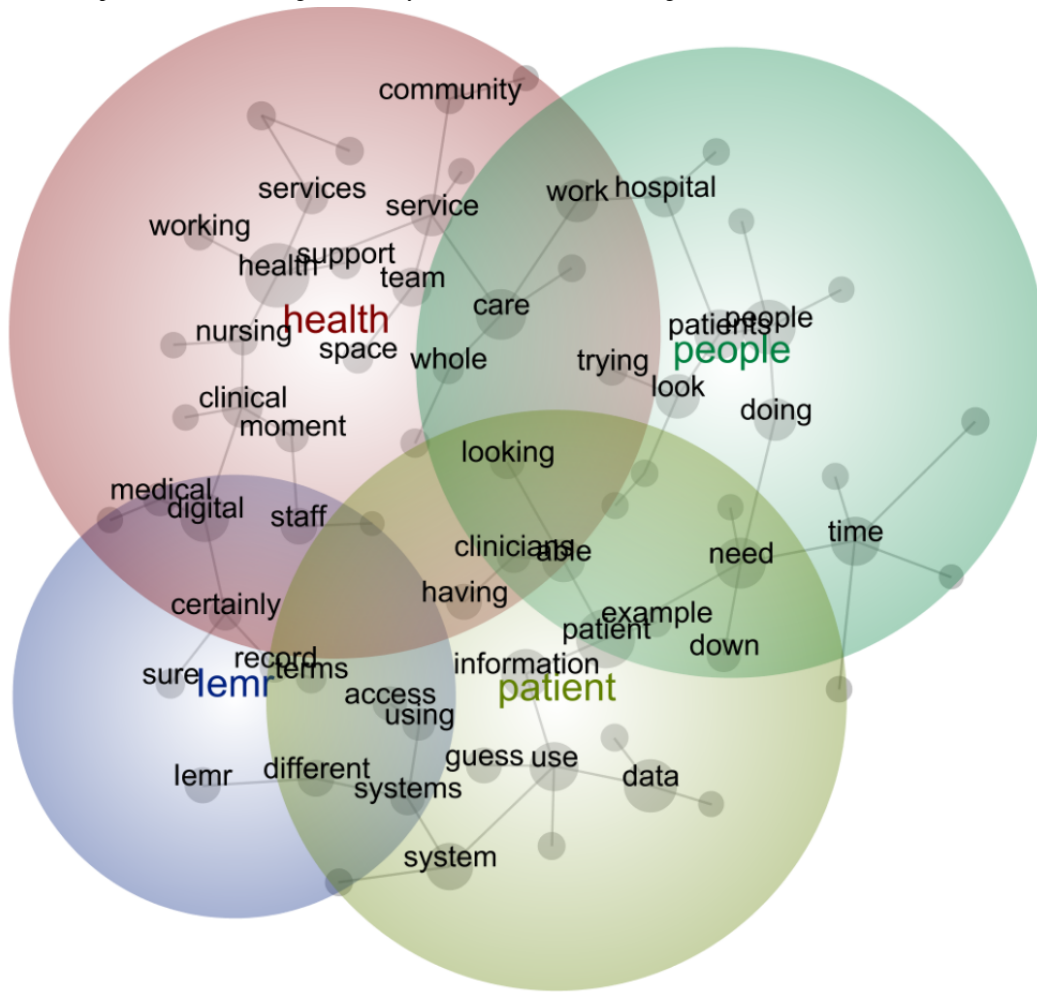 community
services
work
hospital
service
working
support
health
team
care
health
people
patients
nursing
people
space
whole
trying
look
clinical
doing
moment
looking
medical
digital
staff
time
clinicians
able
need
having
certainly
example
patient
down
record
information
terms
sure
lemr
patient
access
using
guess
use
different
lemr
data
systems
system